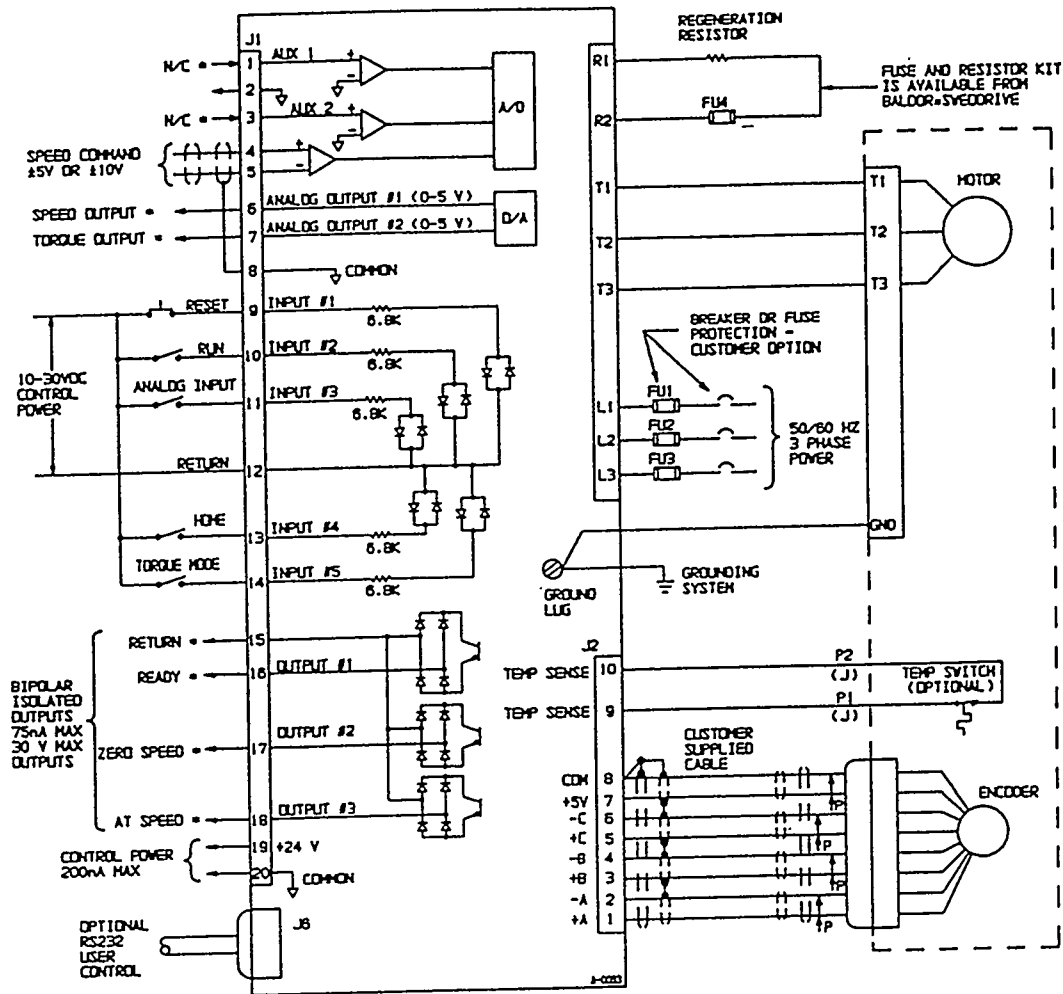 J1
N/C *
1
AUX 1
+
-
2
N/C *
3
AUX 2
+
-
A/D
SPEED COMMAND
±5V OR ±10V
4
+
5
-
SPEED OUTPUT *
6
ANALOG OUTPUT #1 (0-5 V)
TORQUE OUTPUT *
7
ANALOG OUTPUT #2 (0-5 V)
D/A
8
COMMON
RESET
9
INPUT #1
6.8K
RUN
10
INPUT #2
6.8K
ANALOG INPUT
11
INPUT #3
6.8K
10-30VDC
CONTROL
POWER
RETURN
12
HOME
13
INPUT #4
6.8K
TORQUE MODE
14
INPUT #5
6.8K
BIPOLAR
ISOLATED
OUTPUTS
75mA MAX
30 V MAX
OUTPUTS
RETURN *
15
READY *
16
OUTPUT #1
ZERO SPEED *
17
OUTPUT #2
AT SPEED *
18
OUTPUT #3
CONTROL POWER
200mA MAX
19
+24 V
20
COMMON
OPTIONAL
RS232
USER
CONTROL
J6
REGENERATION
RESISTOR
R1
R2
FU4
FUSE AND RESISTOR KIT
IS AVAILABLE FROM
BALDOR-SWEODRIVE
T1
T2
T3
T1
T2
T3
MOTOR
BREAKER OR FUSE
PROTECTION -
CUSTOMER OPTION
L1
FU1
L2
FU2
L3
FU3
50/60 HZ
3 PHASE
POWER
GND
GROUND
LUG
GROUNDING
SYSTEM
J2
TEMP SENSE
10
P2
(J)
TEMP SWITCH
(OPTIONAL)
TEMP SENSE
9
P1
(J)
CUSTOMER
SUPPLIED
CABLE
COM
8
+5V
7
P
-C
6
+C
5
P
-B
4
+B
3
P
-A
2
+A
1
P
ENCODER